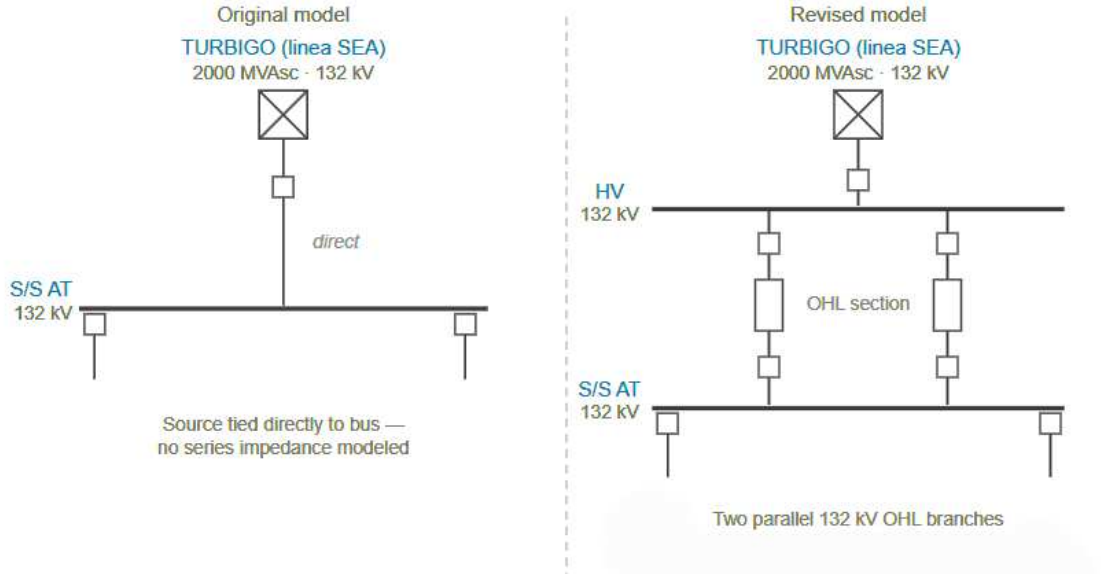 Original model
TURBIGO (linea SEA)
2000 MVAsc · 132 kV
direct
S/S AT
132 kV
Source tied directly to bus —
no series impedance modeled
Revised model
TURBIGO (linea SEA)
2000 MVAsc · 132 kV
HV
132 kV
OHL section
S/S AT
132 kV
Two parallel 132 kV OHL branches